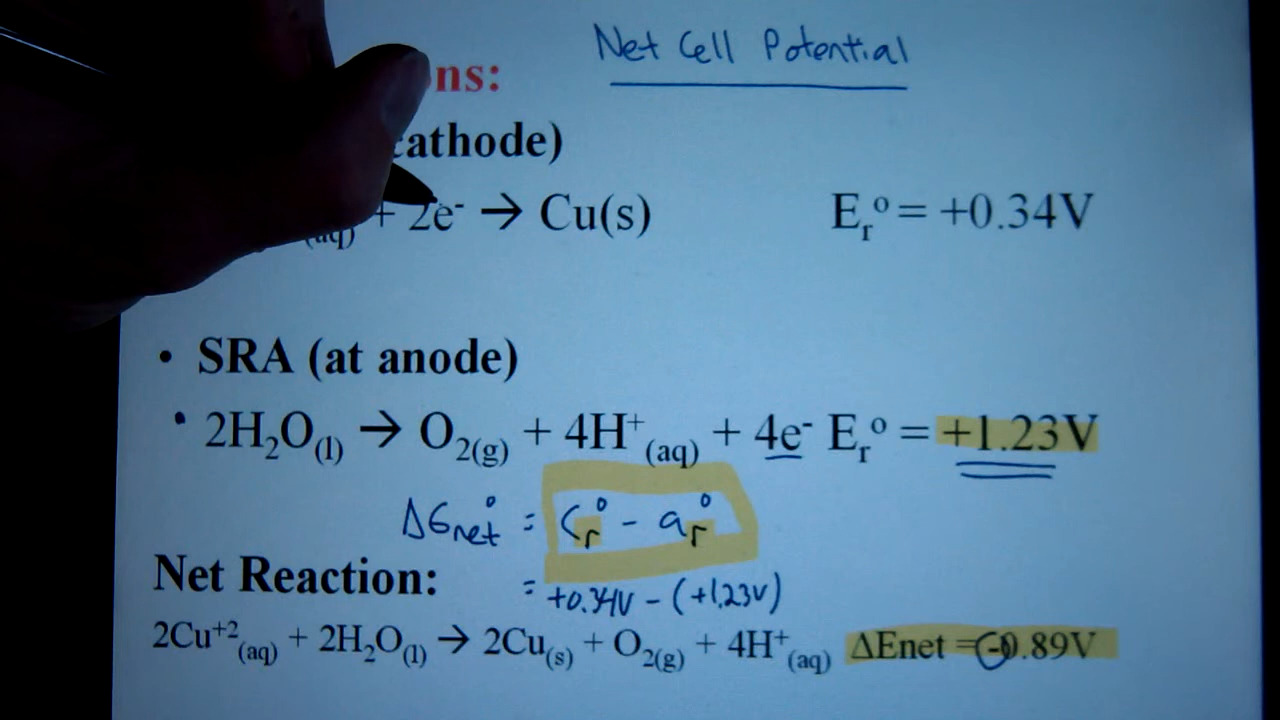 Net Cell Potential
ns:
cathode)
(aq) + 2e⁻ → Cu(s) Eᵣ° = +0.34V
• SRA (at anode)
• 2H₂O₍ₗ₎ → O₂₍g₎ + 4H⁺(aq) + 4e⁻ Eᵣ° = +1.23V
ΔEnet° = Cr° - ar°
Net Reaction:
= +0.34V - (+1.23V)
2Cu⁺²(aq) + 2H₂O₍ₗ₎ → 2Cu₍s₎ + O₂₍g₎ + 4H⁺(aq) ΔEnet = -0.89V